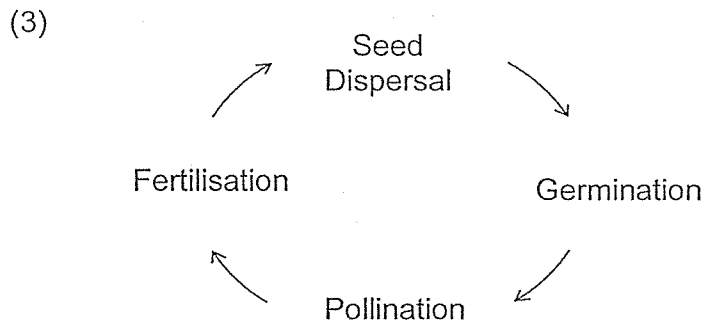 (3)
Seed
Dispersal
Fertilisation
Germination
Pollination